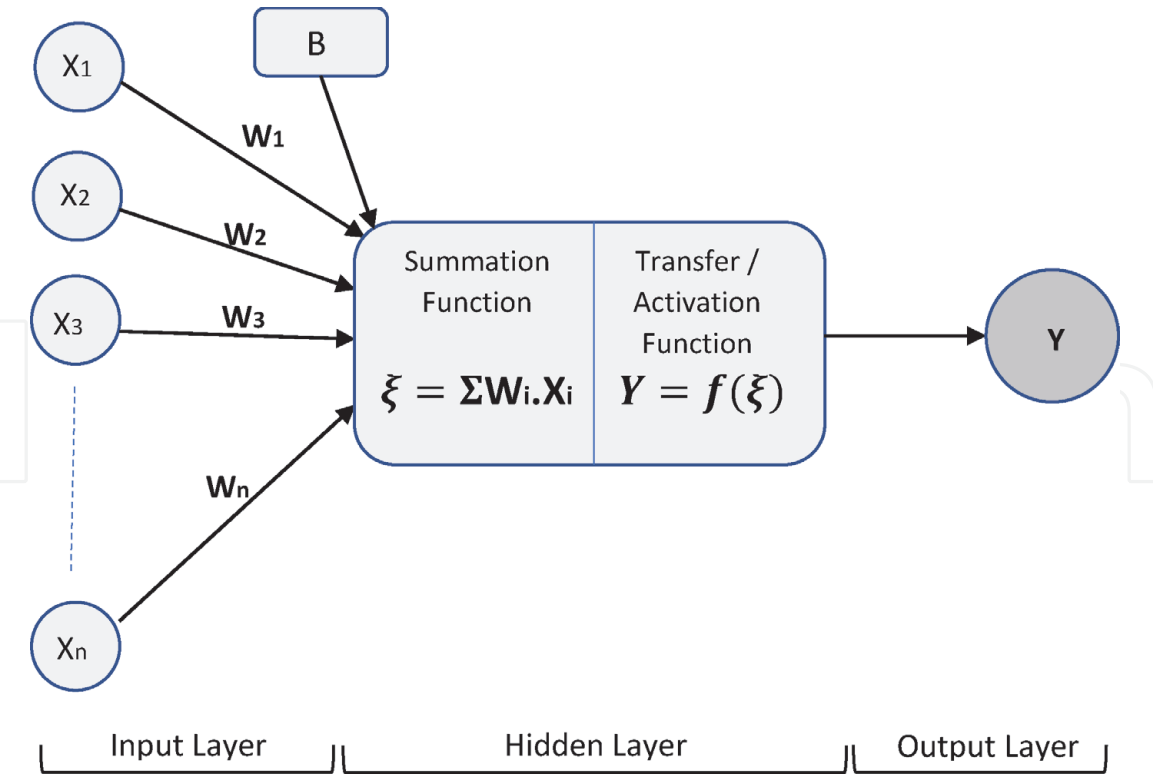 X1
B
W1
X2
W2
X3
W3
Summation
Function
ξ = ΣWi.Xi
Transfer /
Activation
Function
Y = f(ξ)
Y
Wn
Xn
Input Layer
Hidden Layer
Output Layer